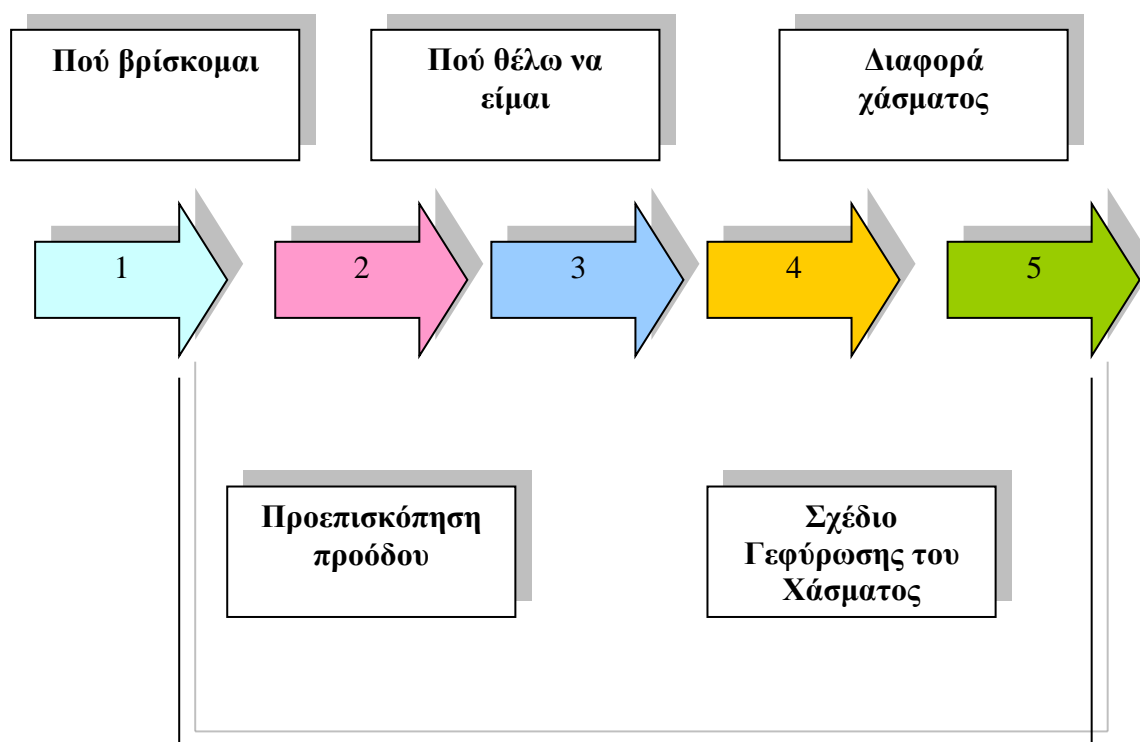 Πού βρίσκομαι
Πού θέλω να
είμαι
Διαφορά
χάσματος
1
2
3
4
5
Προεπισκόπηση
προόδου
Σχέδιο
Γεφύρωσης του
Χάσματος